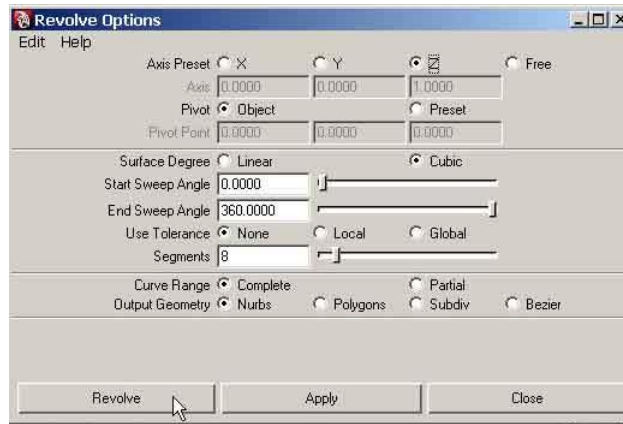 Revolve Options
Edit Help
Axis Preset X Y Z Free
Axis 0.0000 0.0000 1.0000
Pivot Object Preset
Pivot Point 0.0000 0.0000 0.0000
Surface Degree Linear Cubic
Start Sweep Angle 0.0000
End Sweep Angle 360.0000
Use Tolerance None Local Global
Segments 8
Curve Range Complete Partial
Output Geometry Nurbs Polygons Subdiv Bezier
Revolve Apply Close